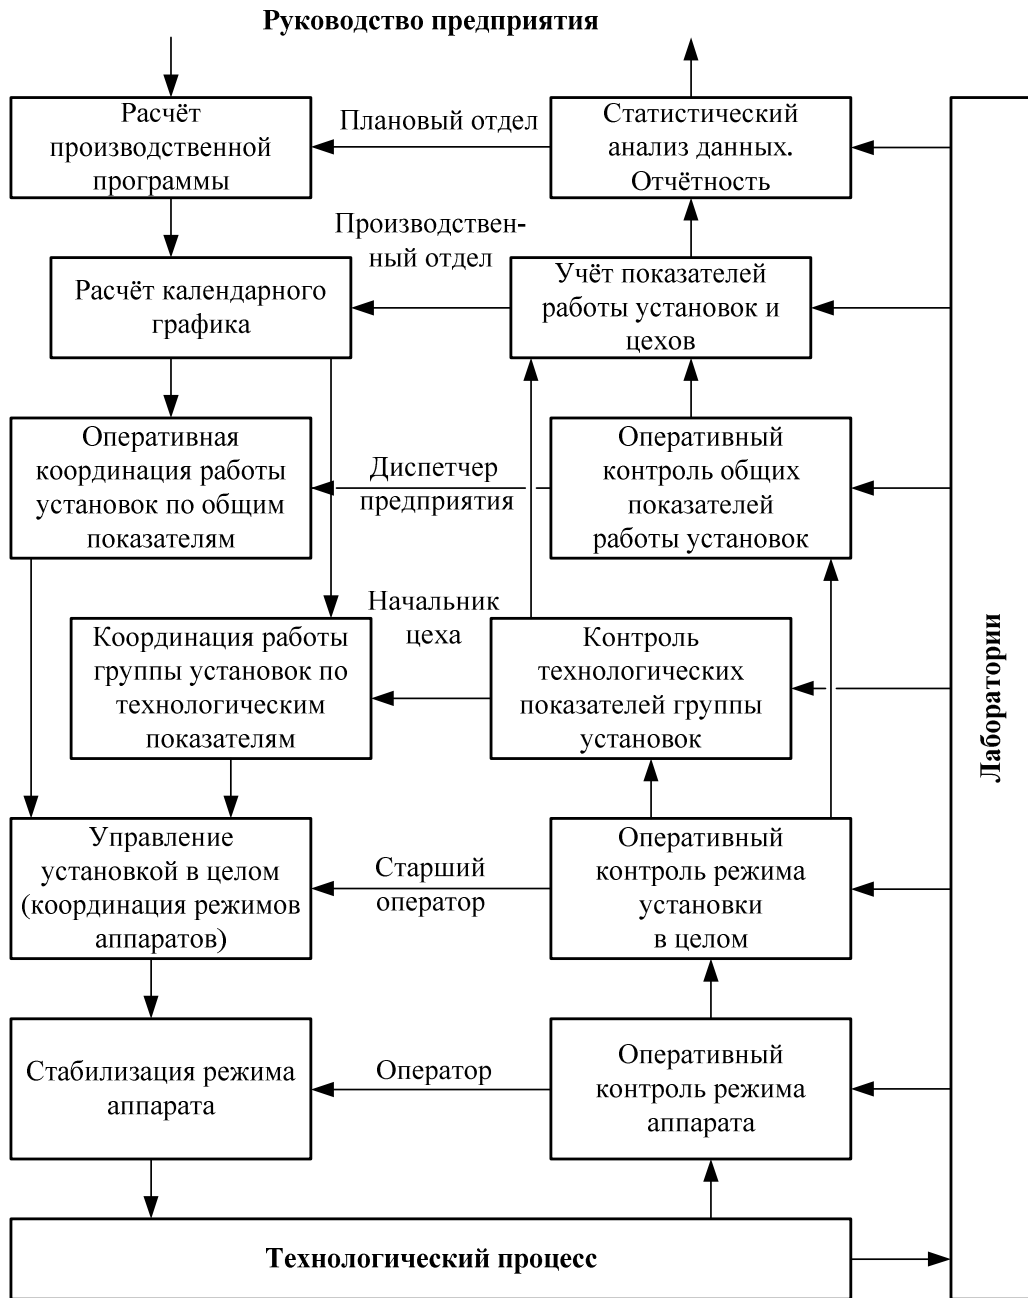 Руководство предприятия
Расчёт
производственной
программы
Плановый отдел
Статистический
анализ данных.
Отчётность
Производствен-
ный отдел
Расчёт календарного
графика
Учёт показателей
работы установок и
цехов
Оперативная
координация работы
установок по общим
показателям
Диспетчер
предприятия
Оперативный
контроль общих
показателей
работы установок
Начальник
цеха
Координация работы
группы установок по
технологическим
показателям
Контроль
технологических
показателей группы
установок
Лаборатории
Управление
установкой в целом
(координация режимов
аппаратов)
Старший
оператор
Оперативный
контроль режима
установки
в целом
Стабилизация режима
аппарата
Оператор
Оперативный
контроль режима
аппарата
Технологический процесс